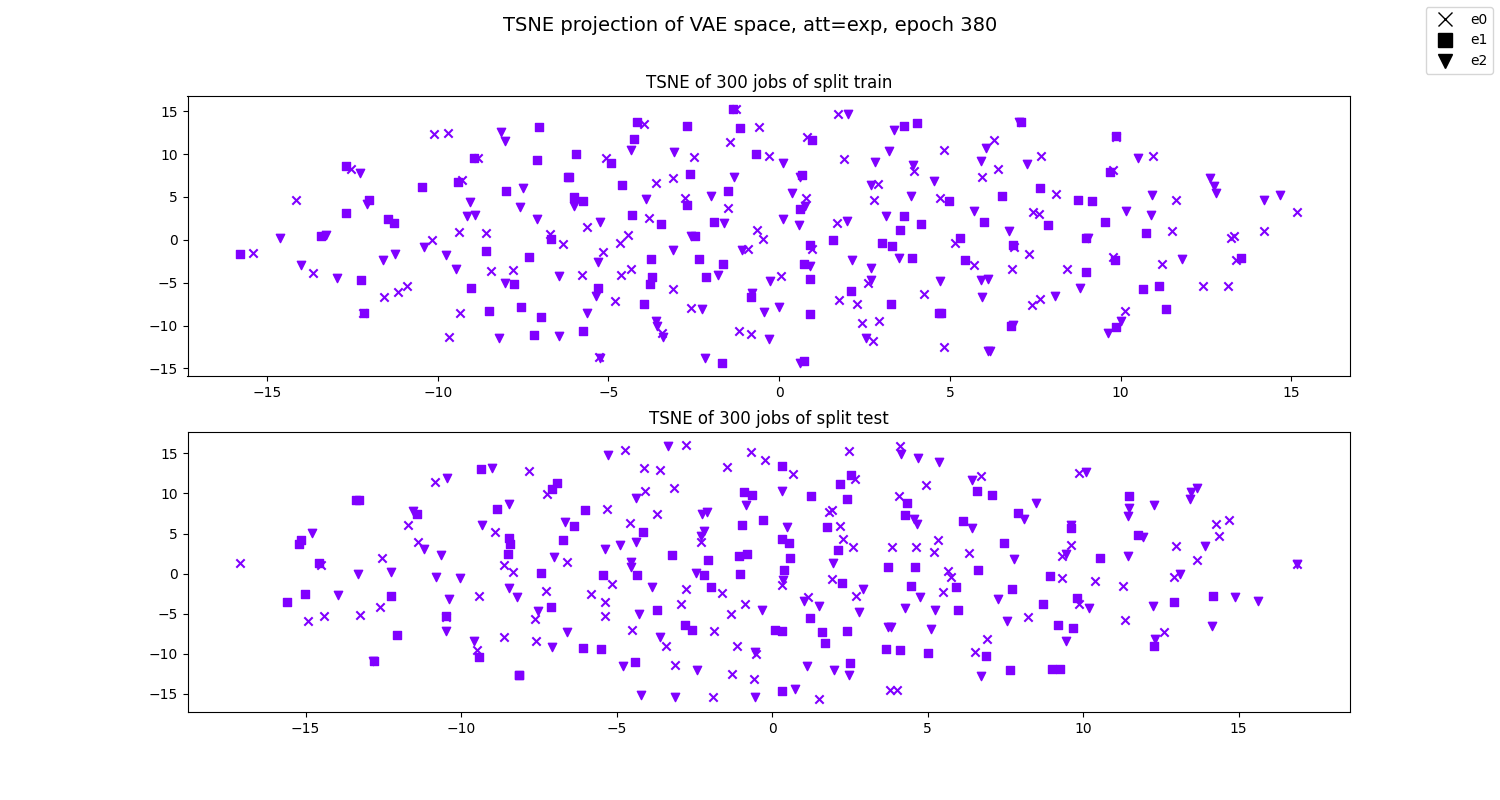 TSNE projection of VAE space, att=exp, epoch 380
e0
e1
e2
TSNE of 300 jobs of split train
15
10
5
0
−5
−10
−15
−15 −10 −5 0 5 10 15
TSNE of 300 jobs of split test
15
10
5
0
−5
−10
−15
−15 −10 −5 0 5 10 15